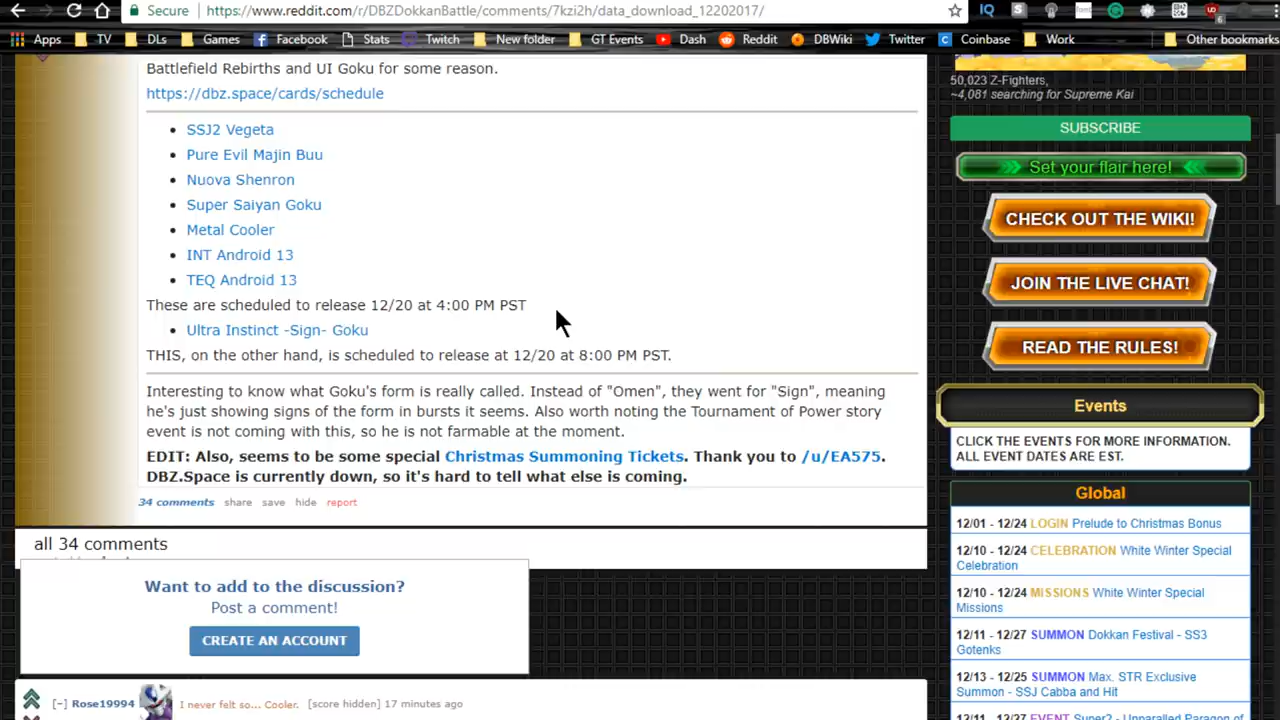 Secure
https://www.reddit.com/r/DBZDokkanBattle/comments/7kzi2h/data_download_12202017/
Apps TV DLs Games Facebook Stats Twitch New folder GT Events Dash Reddit DBWiki Twitter Coinbase Work Other bookmarks
Battlefield Rebirths and UI Goku for some reason.
https://dbz.space/cards/schedule
SSJ2 Vegeta
Pure Evil Majin Buu
Nuova Shenron
Super Saiyan Goku
Metal Cooler
INT Android 13
TEQ Android 13
These are scheduled to release 12/20 at 4:00 PM PST
Ultra Instinct -Sign- Goku
THIS, on the other hand, is scheduled to release at 12/20 at 8:00 PM PST.
Interesting to know what Goku's form is really called. Instead of "Omen", they went for "Sign", meaning
he's just showing signs of the form in bursts it seems. Also worth noting the Tournament of Power story
event is not coming with this, so he is not farmable at the moment.
EDIT: Also, seems to be some special Christmas Summoning Tickets. Thank you to /u/EA575.
DBZ.Space is currently down, so it's hard to tell what else is coming.
34 comments share save hide report
all 34 comments
Want to add to the discussion?
Post a comment!
CREATE AN ACCOUNT
[-] Rose19994 I never felt so... Cooler. [score hidden] 17 minutes ago
50,023 Z-Fighters,
~4,081 searching for Supreme Kai
SUBSCRIBE
Set your flair here!
CHECK OUT THE WIKI!
JOIN THE LIVE CHAT!
READ THE RULES!
Events
CLICK THE EVENTS FOR MORE INFORMATION.
ALL EVENT DATES ARE EST.
Global
12/01 - 12/24 LOGIN Prelude to Christmas Bonus
12/10 - 12/24 CELEBRATION White Winter Special
Celebration
12/10 - 12/24 MISSIONS White Winter Special
Missions
12/11 - 12/27 SUMMON Dokkan Festival - SS3
Gotenks
12/13 - 12/25 SUMMON Max. STR Exclusive
Summon - SSJ Cabba and Hit
12/11 - 12/27 EVENT Super2 - Unparalled Paragon of